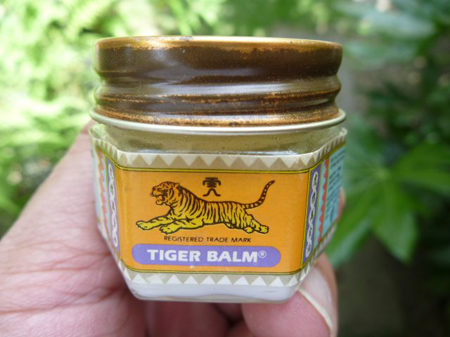 REGISTERED TRADE MARK
TIGER BALM®